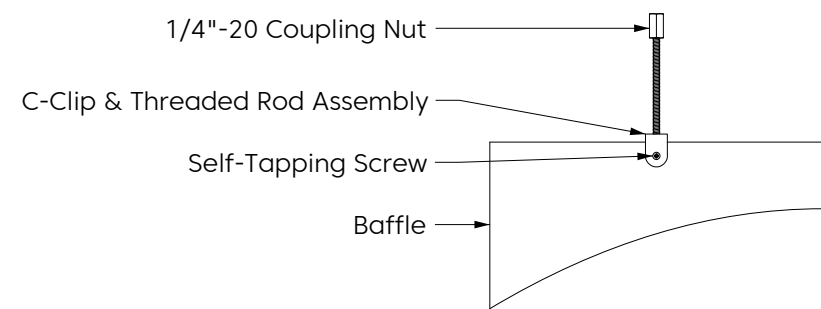 1/4"-20 Coupling Nut
C-Clip & Threaded Rod Assembly
Self-Tapping Screw
Baffle